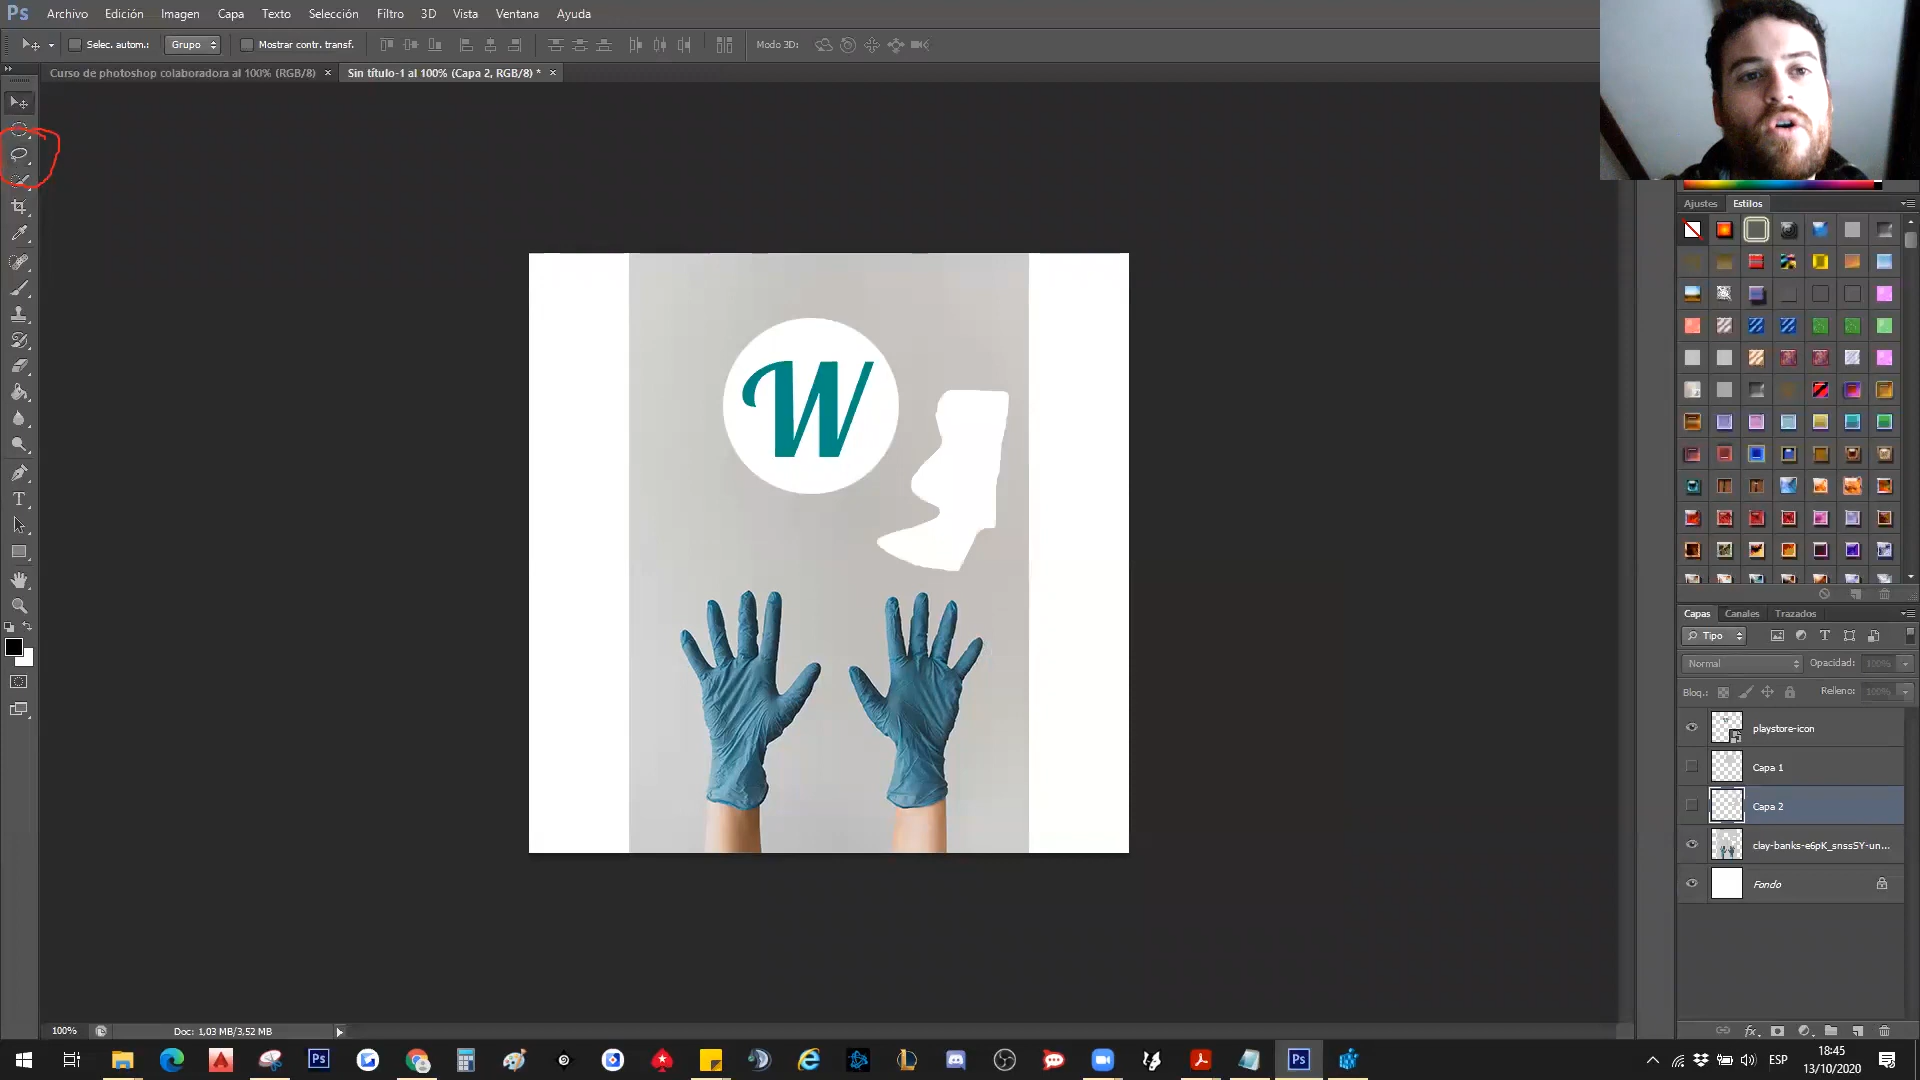 Ps Archivo Edición Imagen Capa Texto Selección Filtro 3D Vista Ventana Ayuda
Selec. autom.: Grupo Mostrar contr. transf. Modo 3D:
Curso de photoshop colaboradora al 100% (RGB/8) × Sin título-1 al 100% (Capa 2, RGB/8) * ×
Ajustes Estilos
W
Capas Canales Trazados
Tipo
Normal Opacidad: 100%
Bloq.: Relleno: 100%
playstore-icon
Capa 1
Capa 2
clay-banks-e6pK_snssSY-un...
Fondo
100% Doc: 1,03 MB/3,52 MB
ESP
18:45
13/10/2020